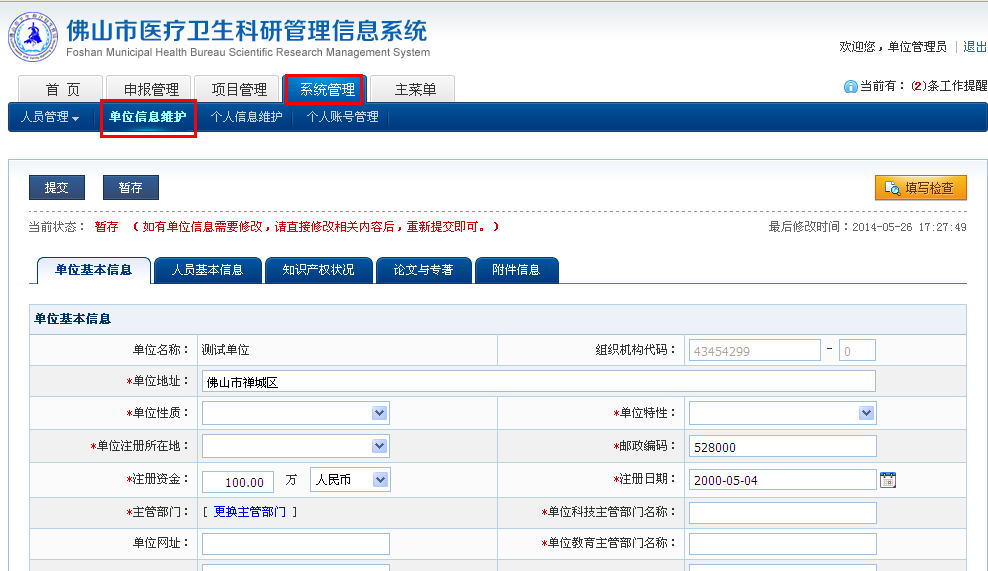 佛山市医疗卫生科研管理信息系统
Foshan Municipal Health Bureau Scientific Research Management System
欢迎您，单位管理员 | 退出
首 页 申报管理 项目管理 系统管理 主菜单
当前有：(2)条工作提醒
人员管理 单位信息维护 个人信息维护 个人账号管理
提交 暂存 填写检查
当前状态： 暂存 （ 如有单位信息需要修改，请直接修改相关内容后，重新提交即可。） 最后修改时间：2014-05-26 17:27:49
单位基本信息 人员基本信息 知识产权状况 论文与专著 附件信息
单位基本信息
单位名称： 测试单位 组织机构代码： 43454299 - 0
*单位地址： 佛山市禅城区
*单位性质： *单位特性：
*单位注册所在地： *邮政编码： 528000
*注册资金： 100.00 万 人民币 *注册日期： 2000-05-04
*主管部门： [ 更换主管部门 ] *单位科技主管部门名称：
单位网址： *单位教育主管部门名称：